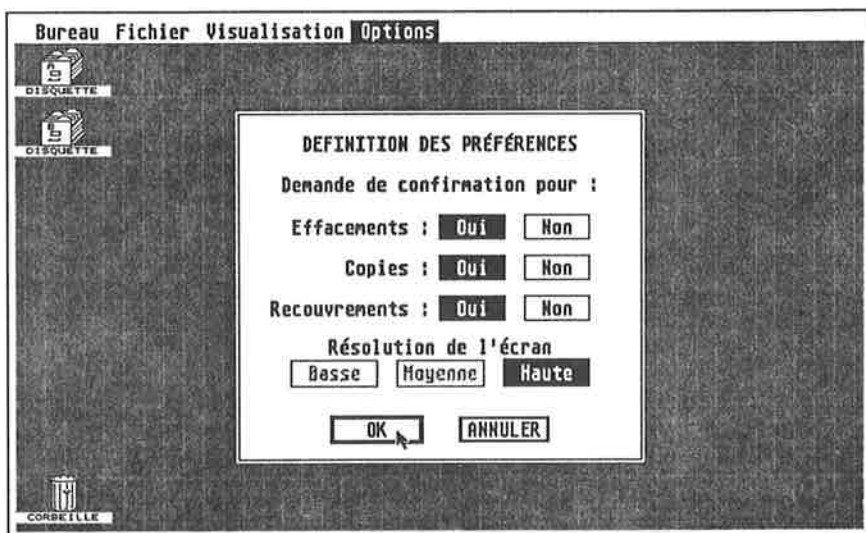 Bureau Fichier Visualisation Options
A
DISQUETTE
B
DISQUETTE
DEFINITION DES PRÉFÉRENCES
Demande de confirmation pour :
Effacements : Oui Non
Copies : Oui Non
Recouvrements : Oui Non
Résolution de l'écran
Basse Moyenne Haute
OK ANNULER
CORBEILLE